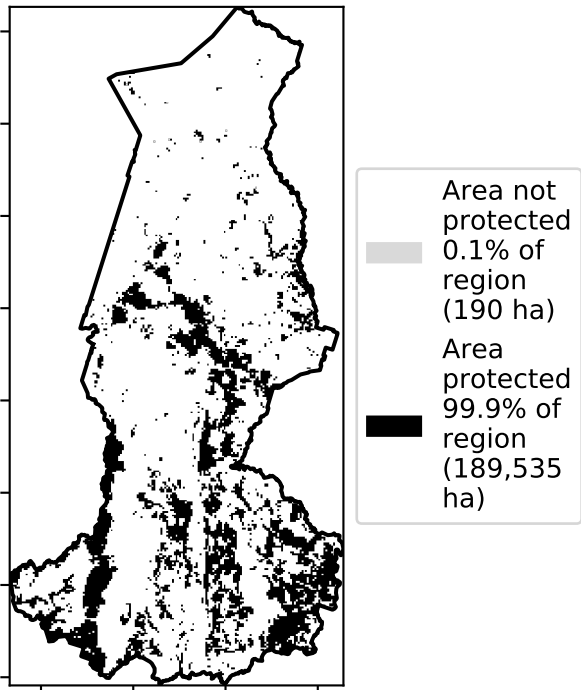 Area not
protected
0.1% of
region
(190 ha)
Area
protected
99.9% of
region
(189,535
ha)